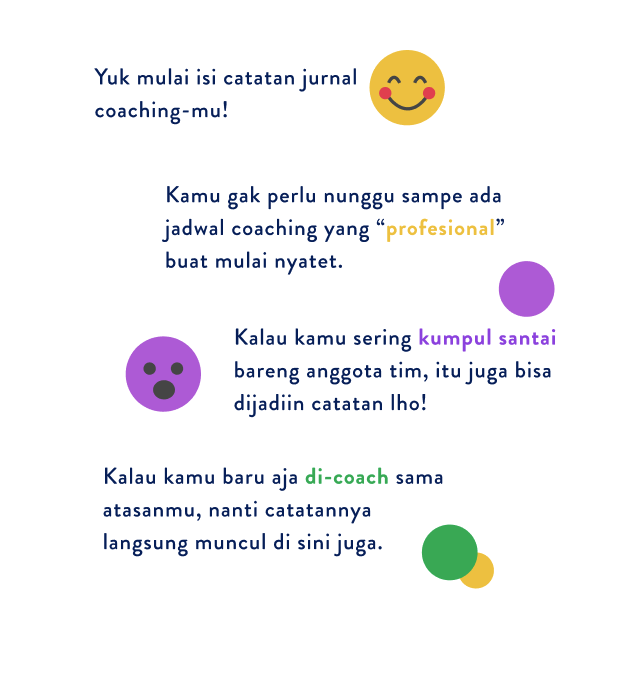 Yuk mulai isi catatan jurnal
coaching-mu!
Kamu gak perlu nunggu sampe ada
jadwal coaching yang “profesional”
buat mulai nyatet.
Kalau kamu sering kumpul santai
bareng anggota tim, itu juga bisa
dijadiin catatan lho!
Kalau kamu baru aja di-coach sama
atasanmu, nanti catatannya
langsung muncul di sini juga.